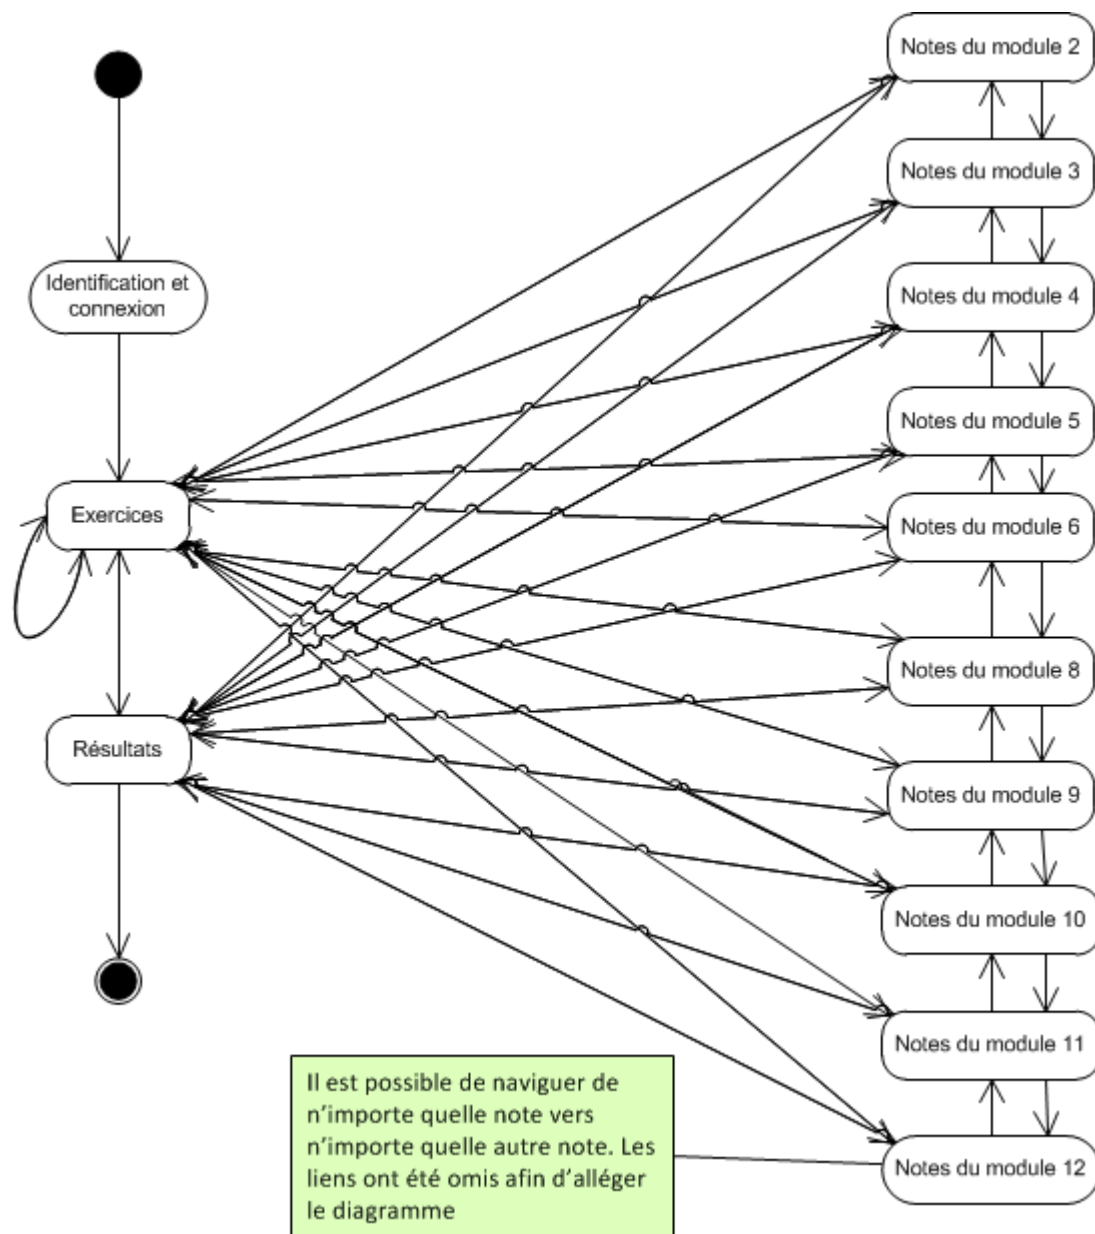 Notes du module 2
Notes du module 3
Identification et
connexion
Notes du module 4
Notes du module 5
Exercices
Notes du module 6
Notes du module 8
Résultats
Notes du module 9
Notes du module 10
Notes du module 11
Il est possible de naviguer de
n'importe quelle note vers
n'importe quelle autre note. Les
liens ont été omis afin d'alléger
le diagramme
Notes du module 12